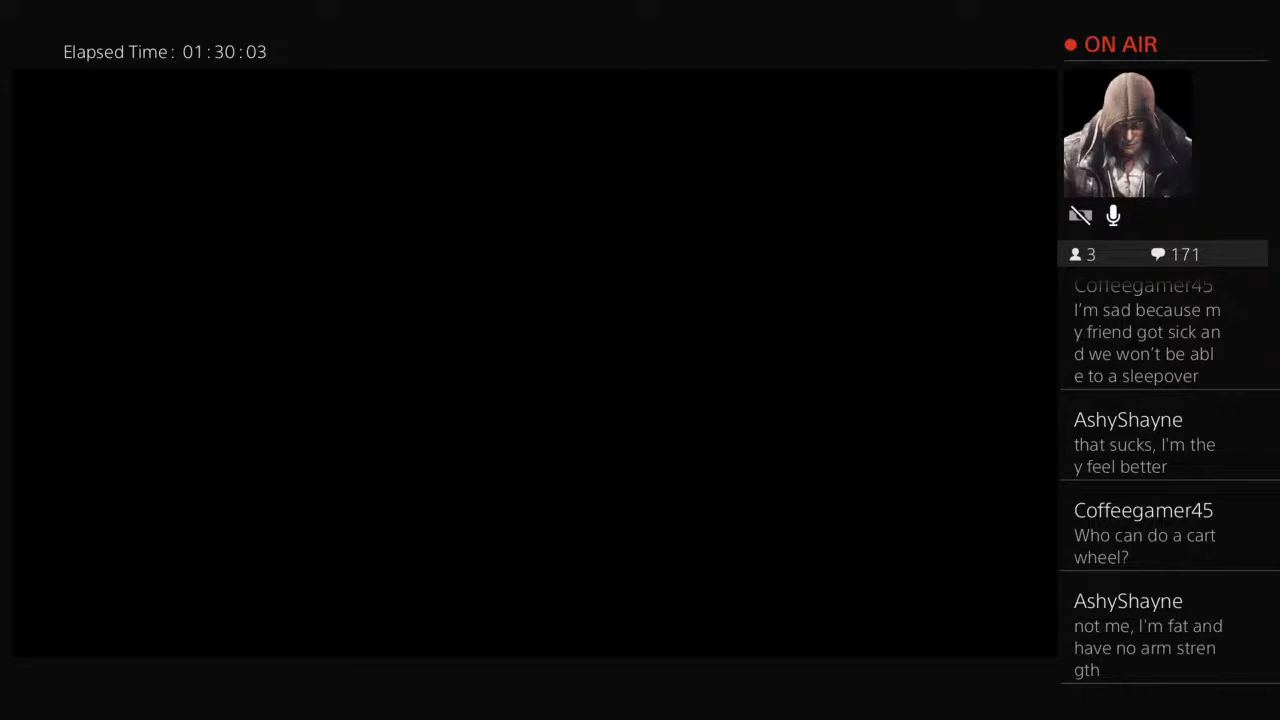 Elapsed Time: 01:30:03
ON AIR
3 171
Coffeegamer45
I'm sad because m
y friend got sick an
d we won't be abl
e to a sleepover
AshyShayne
that sucks, I'm the
y feel better
Coffeegamer45
Who can do a cart
wheel?
AshyShayne
not me, I'm fat and
have no arm stren
gth